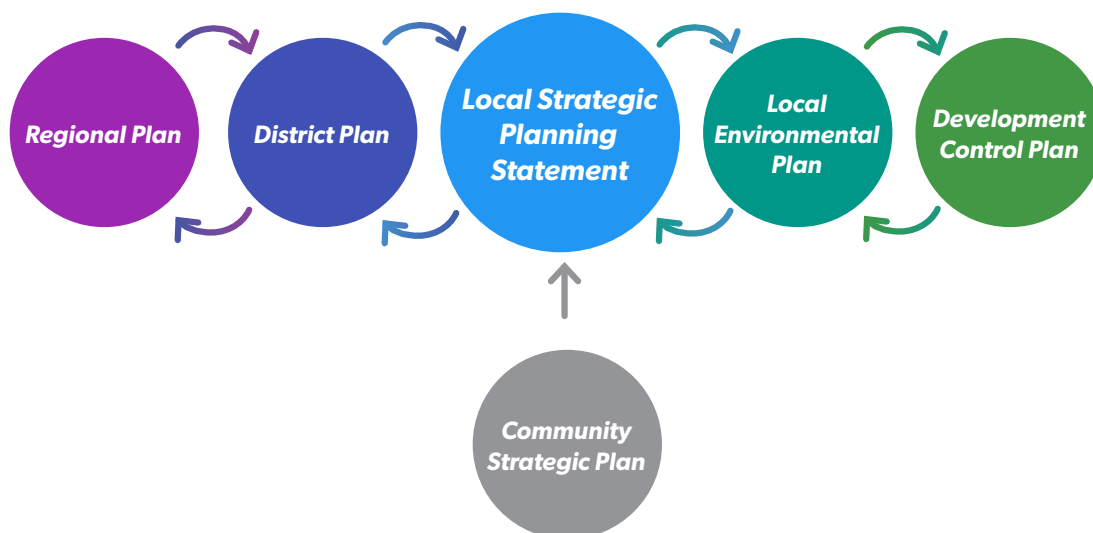 Regional Plan
District Plan
Local Strategic
Planning
Statement
Local
Environmental
Plan
Development
Control Plan
Community
Strategic Plan